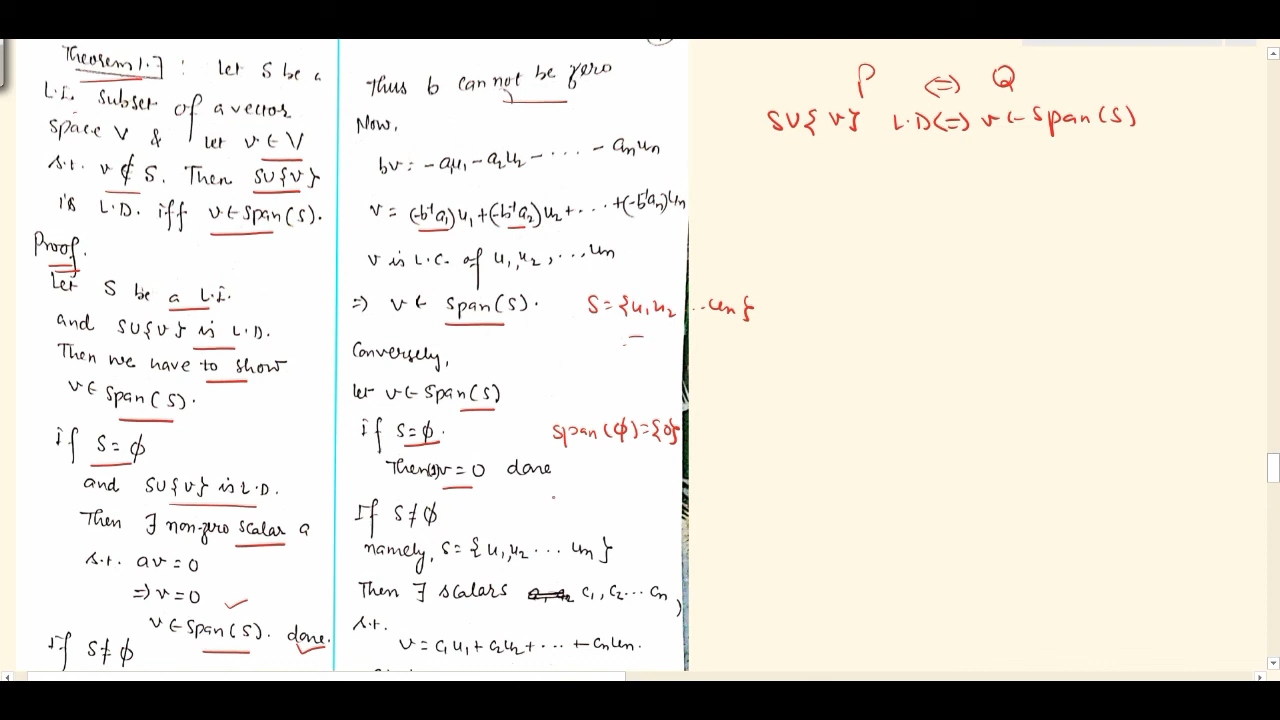 Theorem 1.7 : Let S be a
L.I. subset of a vector
space V & let v ∈ V
s.t. v ∉ S. Then S∪{v}
is L.D. iff v ∈ Span(S).
Proof.
Let S be a L.I.
and S∪{v} is L.D.
Then we have to show
v ∈ Span(S).
if S = ϕ
and S∪{v} is L.D.
Then ∃ non-zero scalar a
s.t. av = 0
⇒ v = 0
v ∈ Span(S). done.
If S ≠ ϕ
Thus b can not be zero
Now,
bv = -a₁u₁ - a₂u₂ - ... - aₙuₙ
v = (-b⁻¹a₁)u₁ + (-b⁻¹a₂)u₂ + ... + (-b⁻¹aₙ)uₙ
v is L.C. of u₁, u₂, ... uₙ
⇒ v ∈ Span(S). S = {u₁, u₂ ... uₙ}
Conversely,
let v ∈ Span(S)
if S = ϕ. Span(ϕ) = {0}
Then v = 0 done
If S ≠ ϕ
namely, S = {u₁, u₂ ... uₙ}
Then ∃ scalars c₁, c₂ ... cₙ,
s.t.
v = c₁u₁ + c₂u₂ + ... + cₙuₙ.
P ⇔ Q
S∪{v} L.D ⇔ v ∈ Span(S)